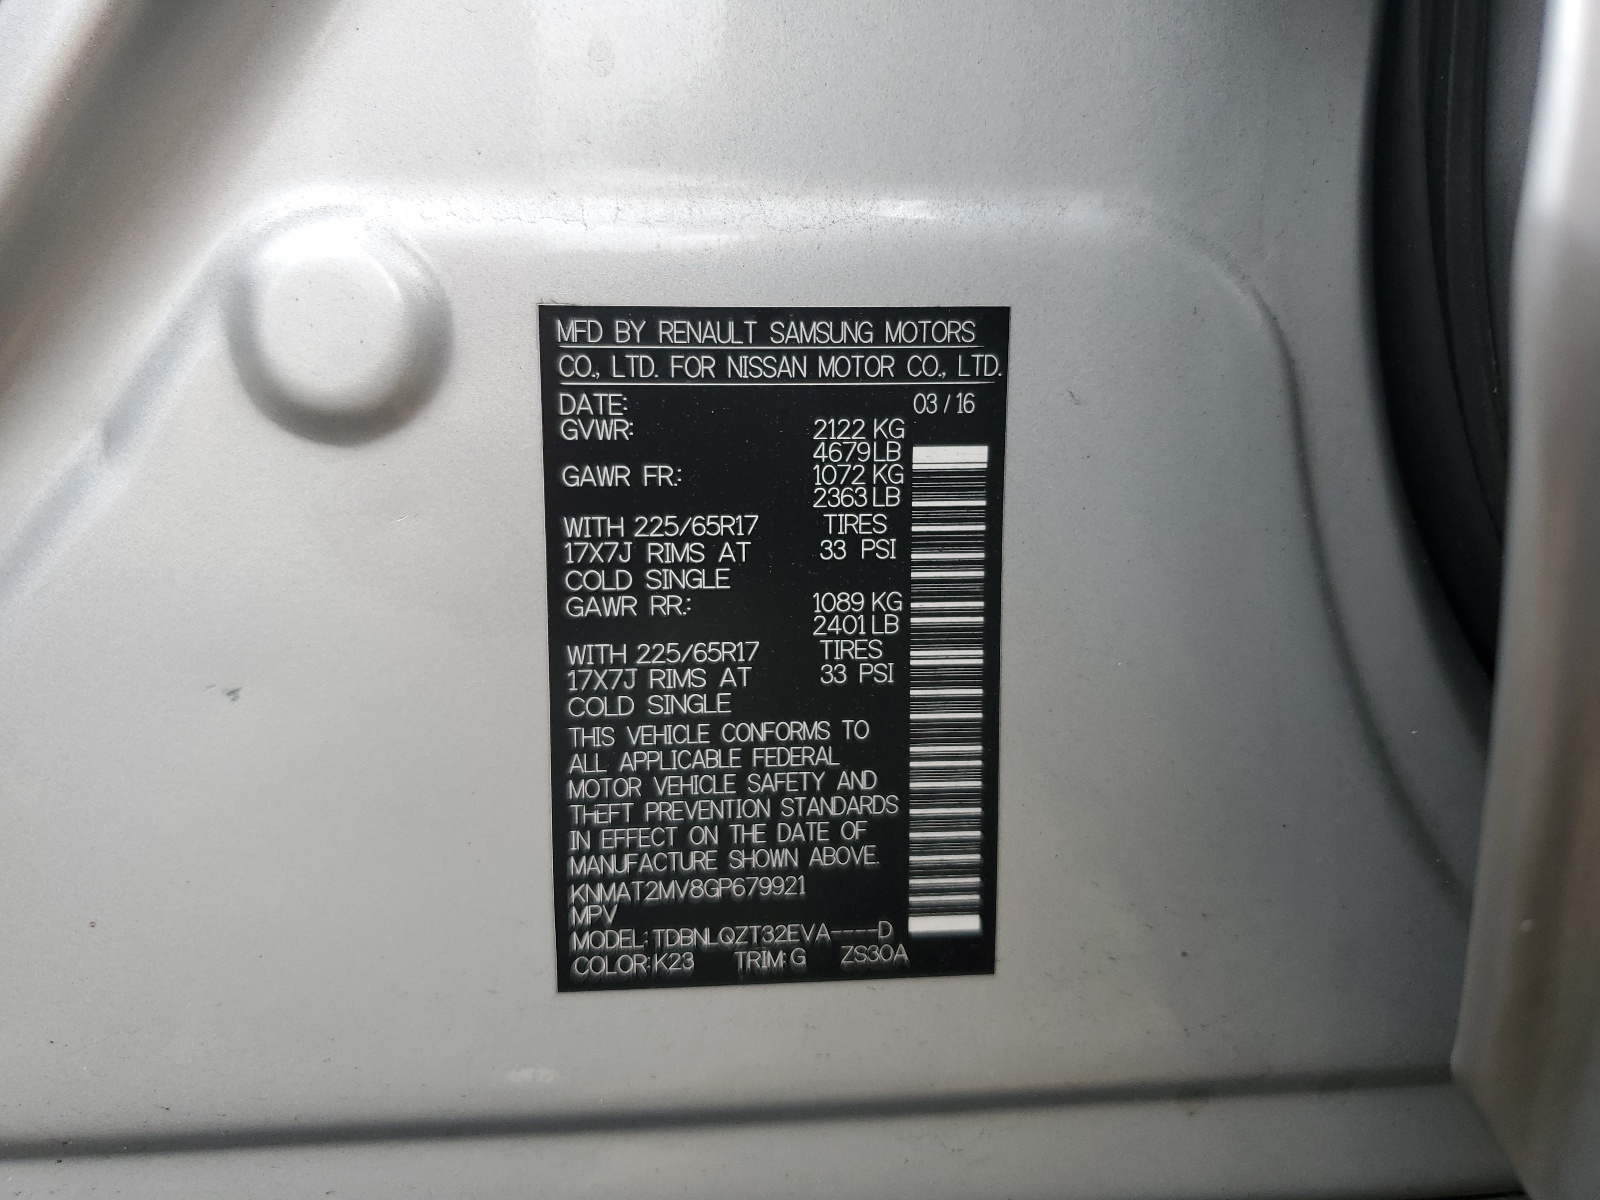 MFD BY RENAULT SAMSUNG MOTORS
CO., LTD. FOR NISSAN MOTOR CO., LTD.
DATE: 03 / 16
GVWR: 2122 KG
4679 LB
GAWR FR.: 1072 KG
2363 LB
WITH 225/65R17 TIRES
17X7J RIMS AT 33 PSI
COLD SINGLE
GAWR RR.: 1089 KG
2401 LB
WITH 225/65R17 TIRES
17X7J RIMS AT 33 PSI
COLD SINGLE
THIS VEHICLE CONFORMS TO
ALL APPLICABLE FEDERAL
MOTOR VEHICLE SAFETY AND
THEFT PREVENTION STANDARDS
IN EFFECT ON THE DATE OF
MANUFACTURE SHOWN ABOVE.
KNMAT2MV8GP679921
MPV
MODEL: TDBNLQZT32EVA----D
COLOR: K23 TRIM: G ZS30A